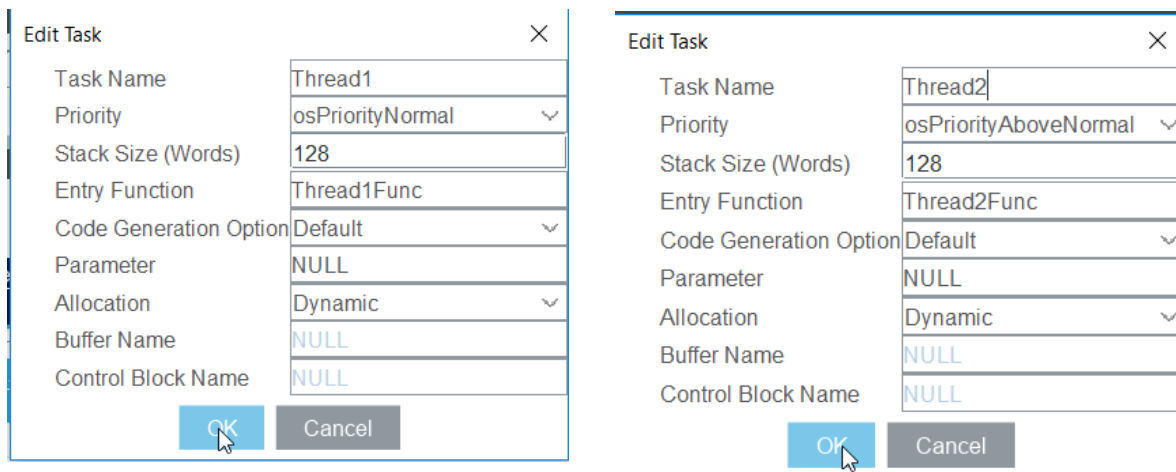 Edit Task
Task Name Thread1
Priority osPriorityNormal
Stack Size (Words) 128
Entry Function Thread1Func
Code Generation Option Default
Parameter NULL
Allocation Dynamic
Buffer Name NULL
Control Block Name NULL
OK Cancel
Edit Task
Task Name Thread2
Priority osPriorityAboveNormal
Stack Size (Words) 128
Entry Function Thread2Func
Code Generation Option Default
Parameter NULL
Allocation Dynamic
Buffer Name NULL
Control Block Name NULL
OK Cancel